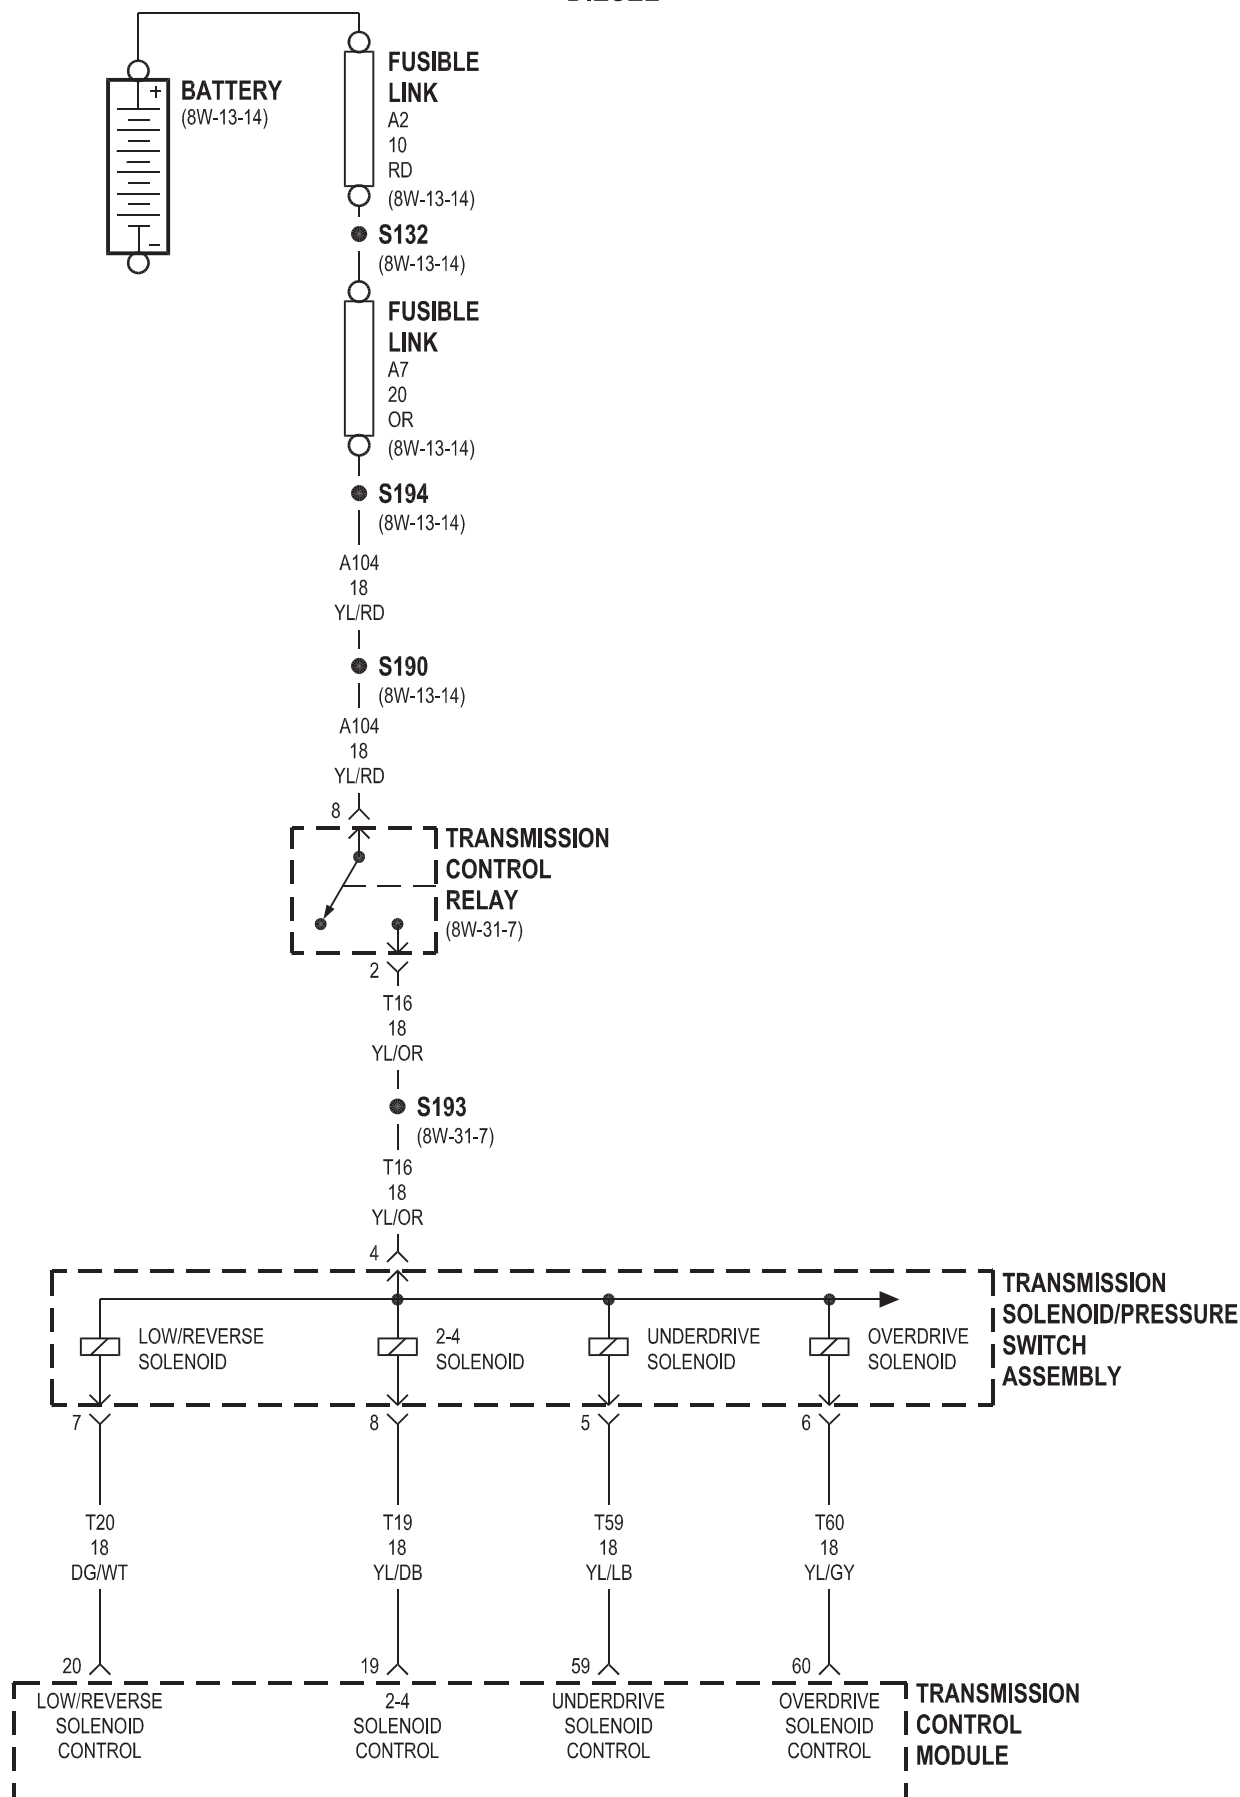 BATTERY
(8W-13-14)
+
−
FUSIBLE
LINK
A2
10
RD
(8W-13-14)
S132
(8W-13-14)
FUSIBLE
LINK
A7
20
OR
(8W-13-14)
S194
(8W-13-14)
A104
18
YL/RD
S190
(8W-13-14)
A104
18
YL/RD
8
TRANSMISSION
CONTROL
RELAY
(8W-31-7)
2
T16
18
YL/OR
S193
(8W-31-7)
T16
18
YL/OR
4
TRANSMISSION
SOLENOID/PRESSURE
SWITCH
ASSEMBLY
LOW/REVERSE
SOLENOID
2-4
SOLENOID
UNDERDRIVE
SOLENOID
OVERDRIVE
SOLENOID
7
8
5
6
T20
18
DG/WT
T19
18
YL/DB
T59
18
YL/LB
T60
18
YL/GY
20
19
59
60
LOW/REVERSE
SOLENOID
CONTROL
2-4
SOLENOID
CONTROL
UNDERDRIVE
SOLENOID
CONTROL
OVERDRIVE
SOLENOID
CONTROL
TRANSMISSION
CONTROL
MODULE